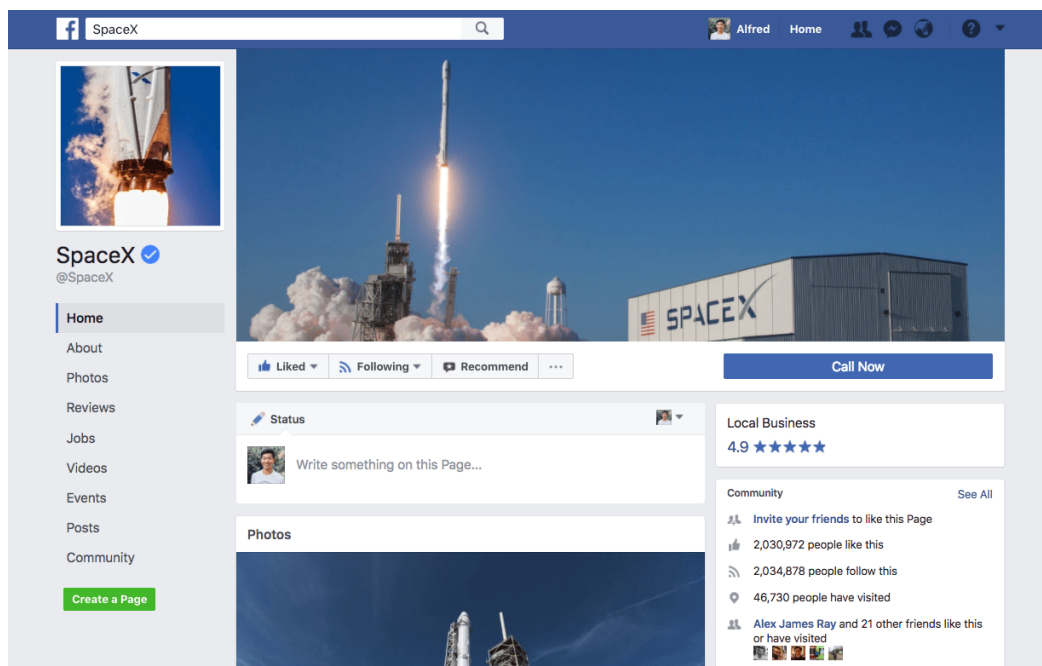 f
SpaceX
Alfred
Home
?
SpaceX
@SpaceX
Home
About
Photos
Reviews
Jobs
Videos
Events
Posts
Community
Create a Page
SPACEX
Liked
Following
Recommend
...
Call Now
Status
Write something on this Page...
Photos
Local Business
4.9 ★★★★★
Community
See All
Invite your friends to like this Page
2,030,972 people like this
2,034,878 people follow this
46,730 people have visited
Alex James Ray and 21 other friends like this
or have visited